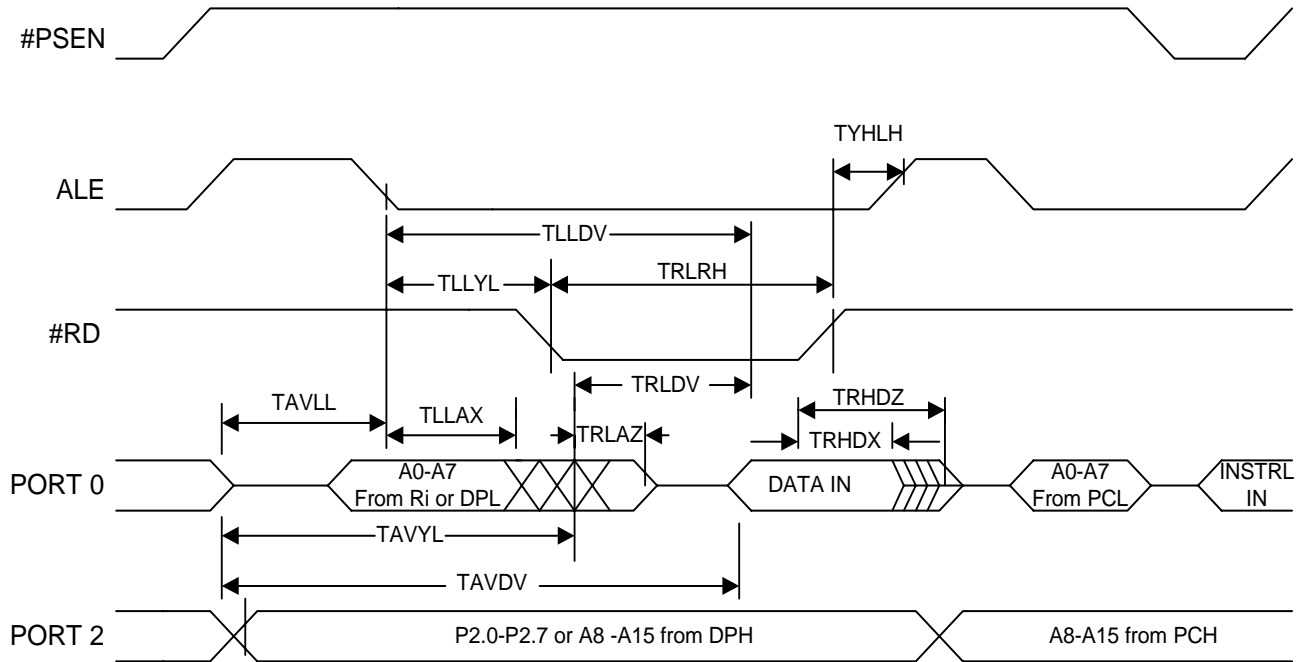 #PSEN
TYHLH
ALE
TLLDV
TLLYL
TRLRH
#RD
TRLDV
TAVLL
TLLAX
TRLAZ
TRHDZ
TRHDX
PORT 0
A0-A7
From Ri or DPL
DATA IN
A0-A7
From PCL
INSTRL
IN
TAVYL
TAVDV
PORT 2
P2.0-P2.7 or A8 -A15 from DPH
A8-A15 from PCH